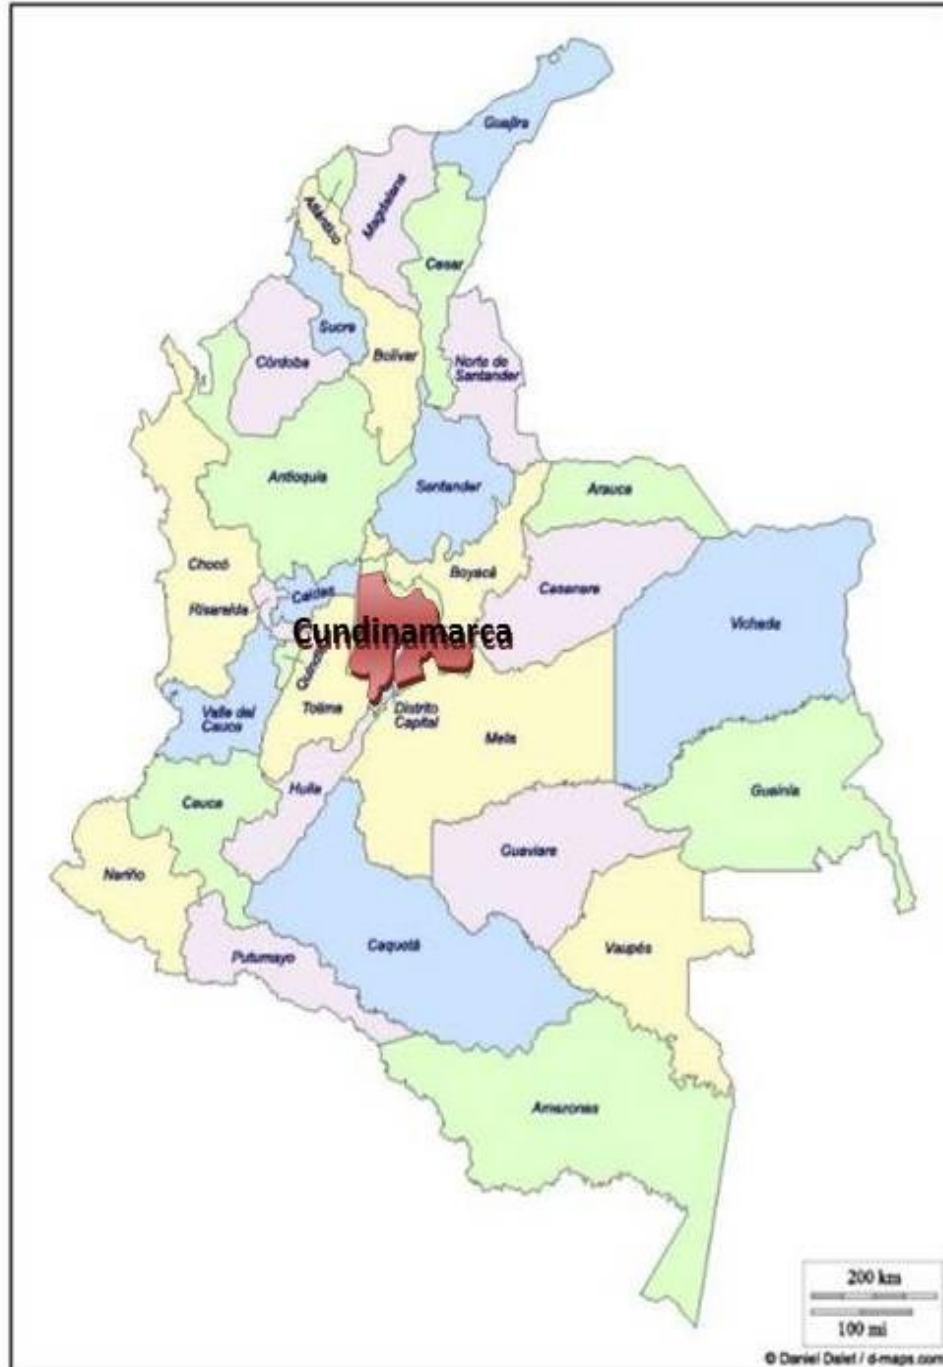 Guajira
Atlántico
Magdalena
Cesar
Sucre
Córdoba
Bolívar
Norte de
Santander
Antioquia
Santander
Arauca
Chocó
Boyacá
Casanare
Caldas
Risaralda
Vichada
Cundinamarca
Quindío
Tolima
Valle del
Cauca
Distrito
Capital
Meta
Huila
Cauca
Guainía
Guaviare
Nariño
Caquetá
Vaupés
Putumayo
Amazonas
200 km
100 mi
© Daniel Dalet / d-maps.com